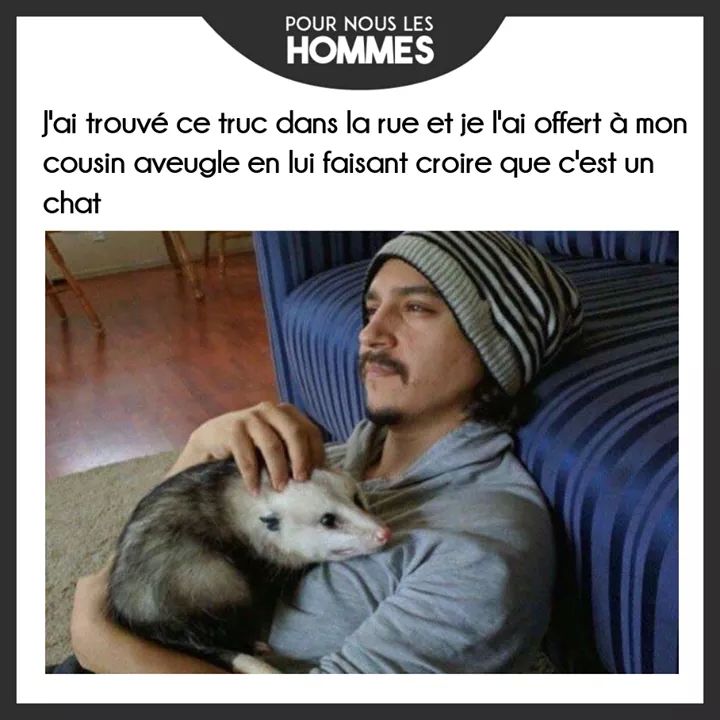 POUR NOUS LES
HOMMES
J'ai trouvé ce truc dans la rue et je l'ai offert à mon
cousin aveugle en lui faisant croire que c'est un
chat